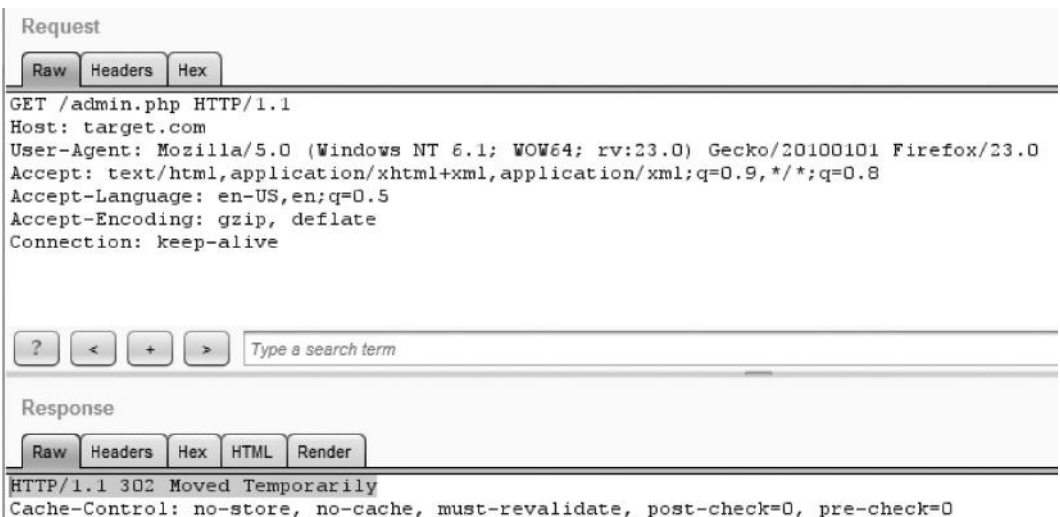 Request
Raw Headers Hex
GET /admin.php HTTP/1.1
Host: target.com
User-Agent: Mozilla/5.0 (Windows NT 6.1; WOW64; rv:23.0) Gecko/20100101 Firefox/23.0
Accept: text/html,application/xhtml+xml,application/xml;q=0.9,*/*;q=0.8
Accept-Language: en-US,en;q=0.5
Accept-Encoding: gzip, deflate
Connection: keep-alive
? < + > Type a search term
Response
Raw Headers Hex HTML Render
HTTP/1.1 302 Moved Temporarily
Cache-Control: no-store, no-cache, must-revalidate, post-check=0, pre-check=0